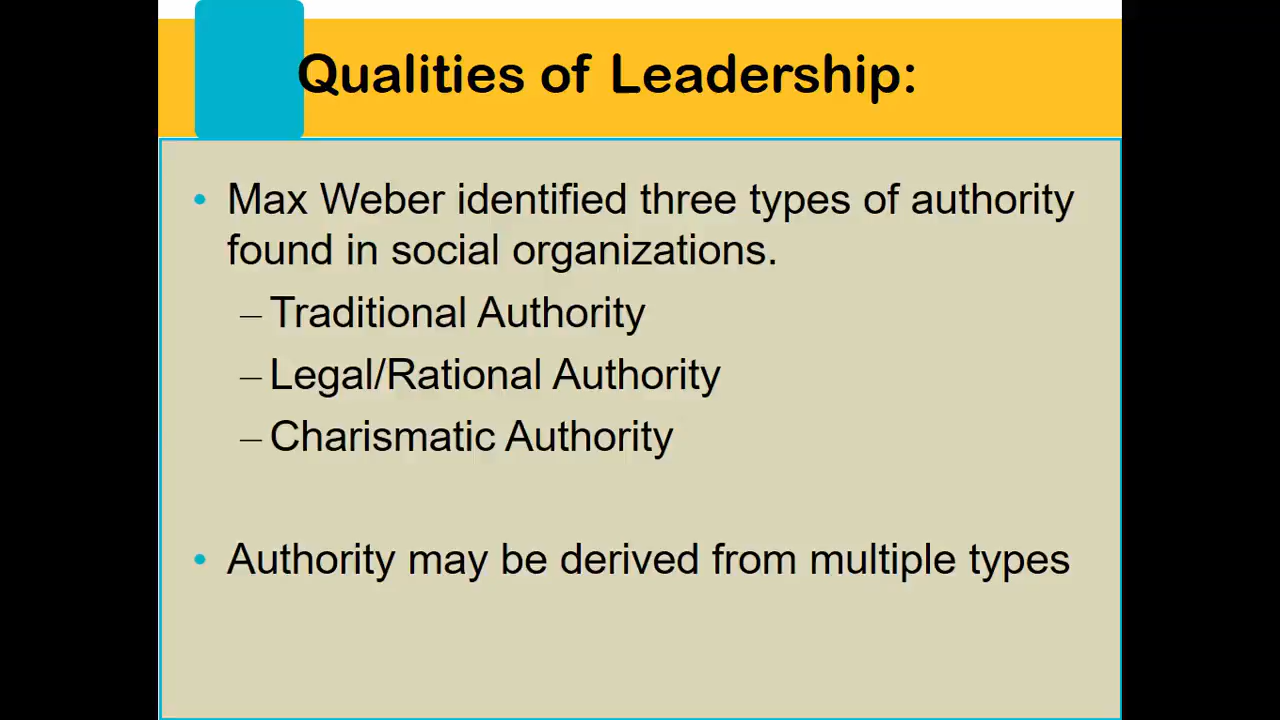 Qualities of Leadership:
• Max Weber identified three types of authority
found in social organizations.
– Traditional Authority
– Legal/Rational Authority
– Charismatic Authority
• Authority may be derived from multiple types